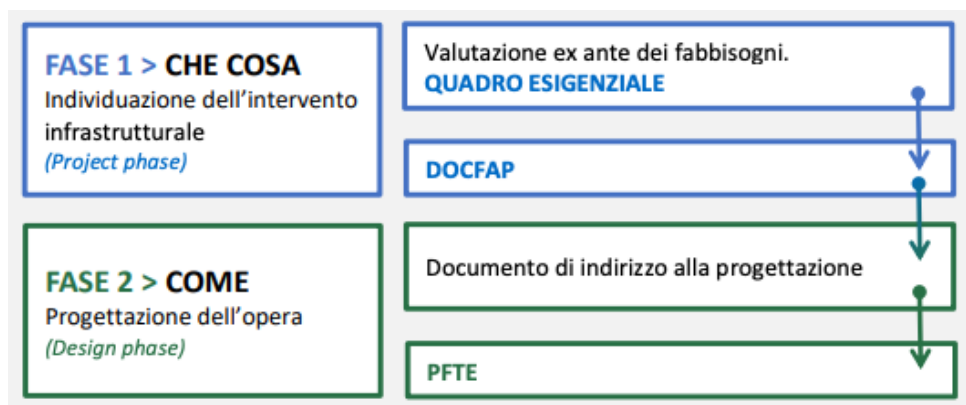 FASE 1 > CHE COSA
Individuazione dell'intervento
infrastrutturale
(Project phase)
Valutazione ex ante dei fabbisogni.
QUADRO ESIGENZIALE
DOCFAP
FASE 2 > COME
Progettazione dell'opera
(Design phase)
Documento di indirizzo alla progettazione
PFTE